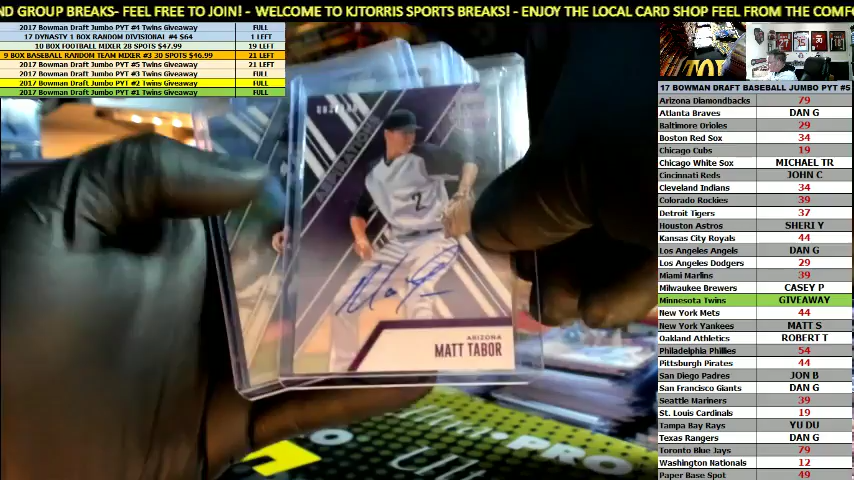 ND GROUP BREAKS- FEEL FREE TO JOIN! - WELCOME TO KJTORRIS SPORTS BREAKS! - ENJOY THE LOCAL CARD SHOP FEEL FROM THE COMF
2017 Bowman Draft Jumbo PYT #4 Twins Giveaway FULL
17 DYNASTY 1 BOX RANDOM DIVISIONAL #4 $64 1 LEFT
10 BOX FOOTBALL MIXER 28 SPOTS $47.99 19 LEFT
9 BOX BASEBALL RANDOM TEAM MIXER #3 30 SPOTS $46.99 21 LEFT
2017 Bowman Draft Jumbo PYT #5 Twins Giveaway 21 LEFT
2017 Bowman Draft Jumbo PYT #3 Twins Giveaway FULL
2017 Bowman Draft Jumbo PYT #2 Twins Giveaway FULL
2017 Bowman Draft Jumbo PYT #1 Twins Giveaway FULL
2
ARIZONA
MATT TABOR
PRO
Ult
17 BOWMAN DRAFT BASEBALL JUMBO PYT #5
Arizona Diamondbacks 79
Atlanta Braves DAN G
Baltimore Orioles 29
Boston Red Sox 34
Chicago Cubs 19
Chicago White Sox MICHAEL TR
Cincinnati Reds JOHN C
Cleveland Indians 34
Colorado Rockies 39
Detroit Tigers 37
Houston Astros SHERI Y
Kansas City Royals 44
Los Angeles Angels DAN G
Los Angeles Dodgers 29
Miami Marlins 39
Milwaukee Brewers CASEY P
Minnesota Twins GIVEAWAY
New York Mets 44
New York Yankees MATT S
Oakland Athletics ROBERT T
Philadelphia Phillies 54
Pittsburgh Pirates 44
San Diego Padres JON B
San Francisco Giants DAN G
Seattle Mariners 39
St. Louis Cardinals 19
Tampa Bay Rays YU DU
Texas Rangers DAN G
Toronto Blue Jays 79
Washington Nationals 12
Paper Base Spot 49